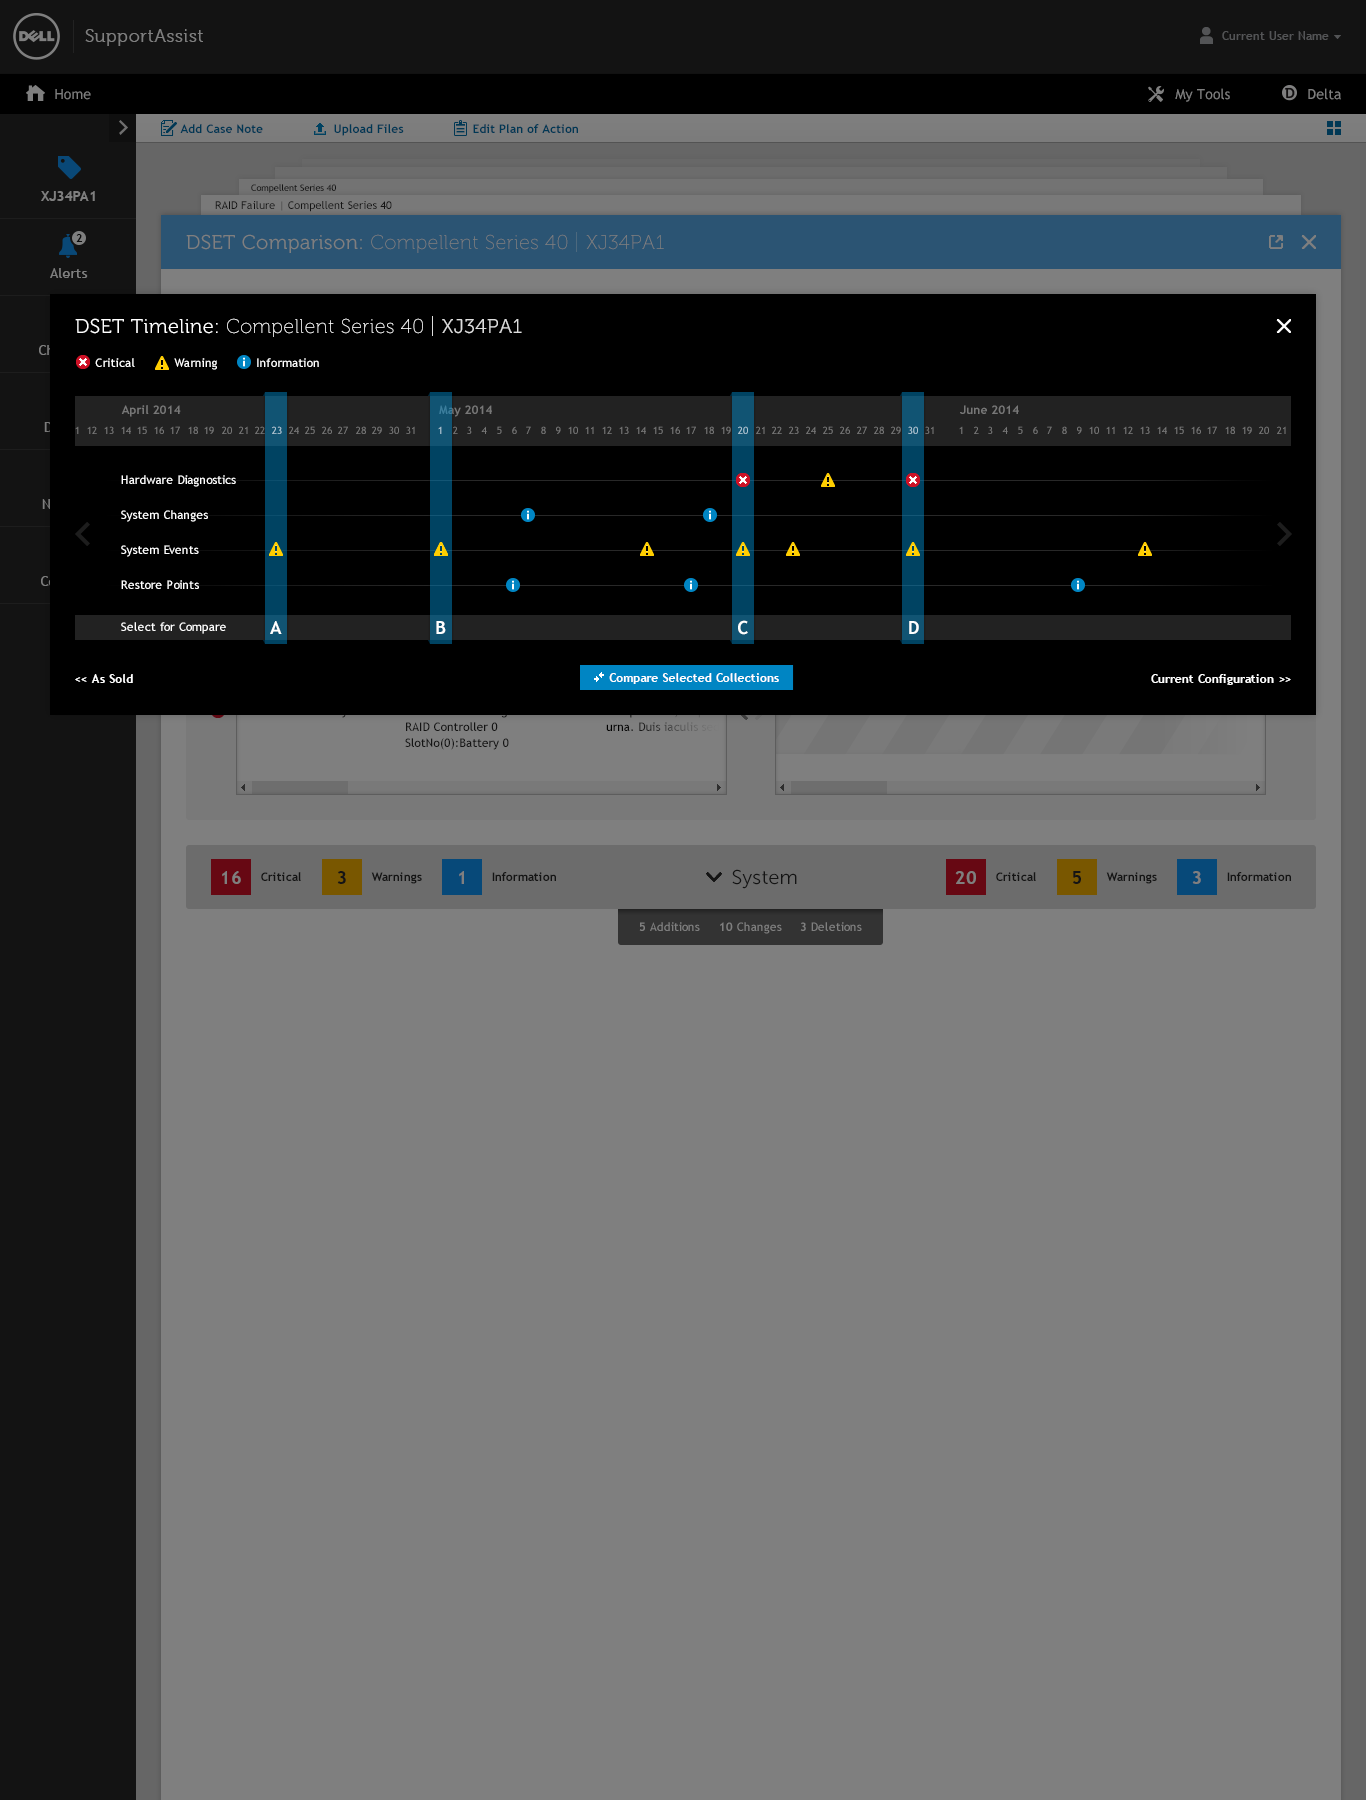 DELL SupportAssist
Current User Name
Home
My Tools
Delta
Add Case Note
Upload Files
Edit Plan of Action
XJ34PA1
2
Alerts
Compellent Series 40
RAID Failure | Compellent Series 40
DSET Comparison: Compellent Series 40 | XJ34PA1
DSET Timeline: Compellent Series 40 | XJ34PA1
Critical Warning Information
April 2014 May 2014 June 2014
1 12 13 14 15 16 17 18 19 20 21 22 23 24 25 26 27 28 29 30 31 1 2 3 4 5 6 7 8 9 10 11 12 13 14 15 16 17 18 19 20 21 22 23 24 25 26 27 28 29 30 31 1 2 3 4 5 6 7 8 9 10 11 12 13 14 15 16 17 18 19 20 21
Hardware Diagnostics
System Changes
System Events
Restore Points
Select for Compare A B C D
<< As Sold
Compare Selected Collections
Current Configuration >>
RAID Controller 0
SlotNo(0):Battery 0
urna. Duis iaculis
16 Critical 3 Warnings 1 Information
System
20 Critical 5 Warnings 3 Information
5 Additions 10 Changes 3 Deletions